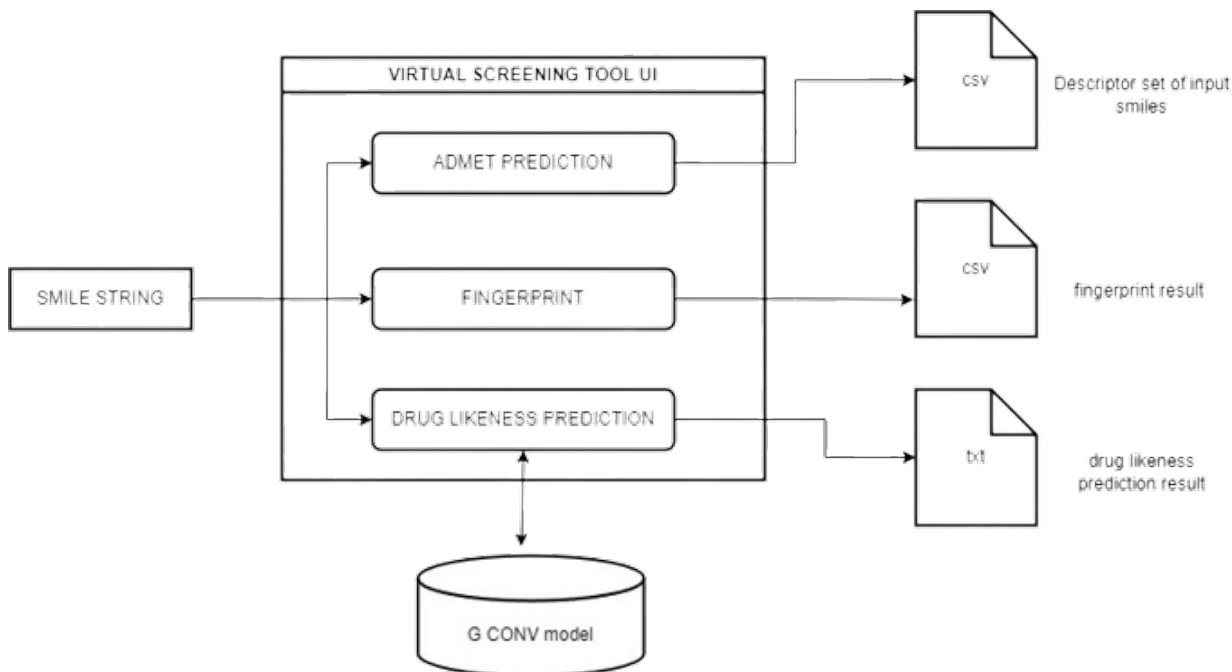 VIRTUAL SCREENING TOOL UI
csv
Descriptor set of input
smiles
ADMET PREDICTION
SMILE STRING
FINGERPRINT
csv
fingerprint result
DRUG LIKENESS PREDICTION
txt
drug likeness
prediction result
G CONV model